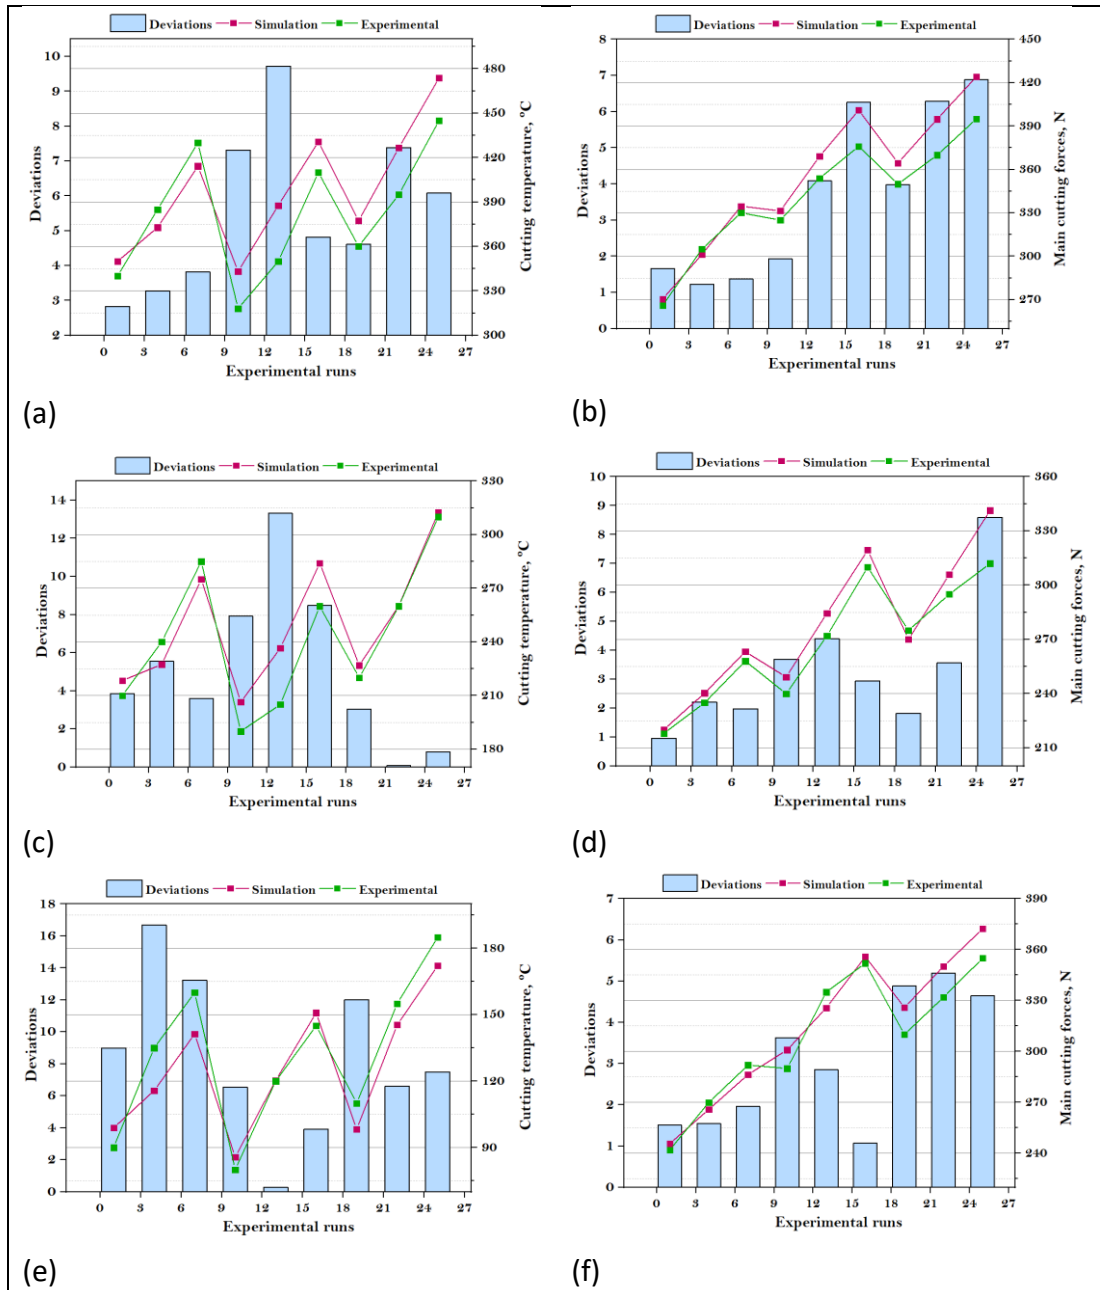 Deviations Simulation Experimental
10
9
8
7
6
5
4
3
2
Deviations
480
450
420
390
360
330
300
Cutting temperature, °C
0 3 6 9 12 15 18 21 24 27
Experimental runs
(a)
Deviations Simulation Experimental
8
7
6
5
4
3
2
1
0
Deviations
450
420
390
360
330
300
270
Main cutting forces, N
0 3 6 9 12 15 18 21 24 27
Experimental runs
(b)
Deviations Simulation Experimental
14
12
10
8
6
4
2
0
Deviations
330
300
270
240
210
180
Cutting temperature, °C
0 3 6 9 12 15 18 21 24 27
Experimental runs
(c)
Deviations Simulation Experimental
10
9
8
7
6
5
4
3
2
1
0
Deviations
360
330
300
270
240
210
Main cutting forces, N
0 3 6 9 12 15 18 21 24 27
Experimental runs
(d)
Deviations Simulation Experimental
18
16
14
12
10
8
6
4
2
0
Deviations
180
150
120
90
Cutting temperature, °C
0 3 6 9 12 15 18 21 24 27
Experimental runs
(e)
Deviations Simulation Experimental
7
6
5
4
3
2
1
0
Deviations
390
360
330
300
270
240
Main cutting forces, N
0 3 6 9 12 15 18 21 24 27
Experimental runs
(f)